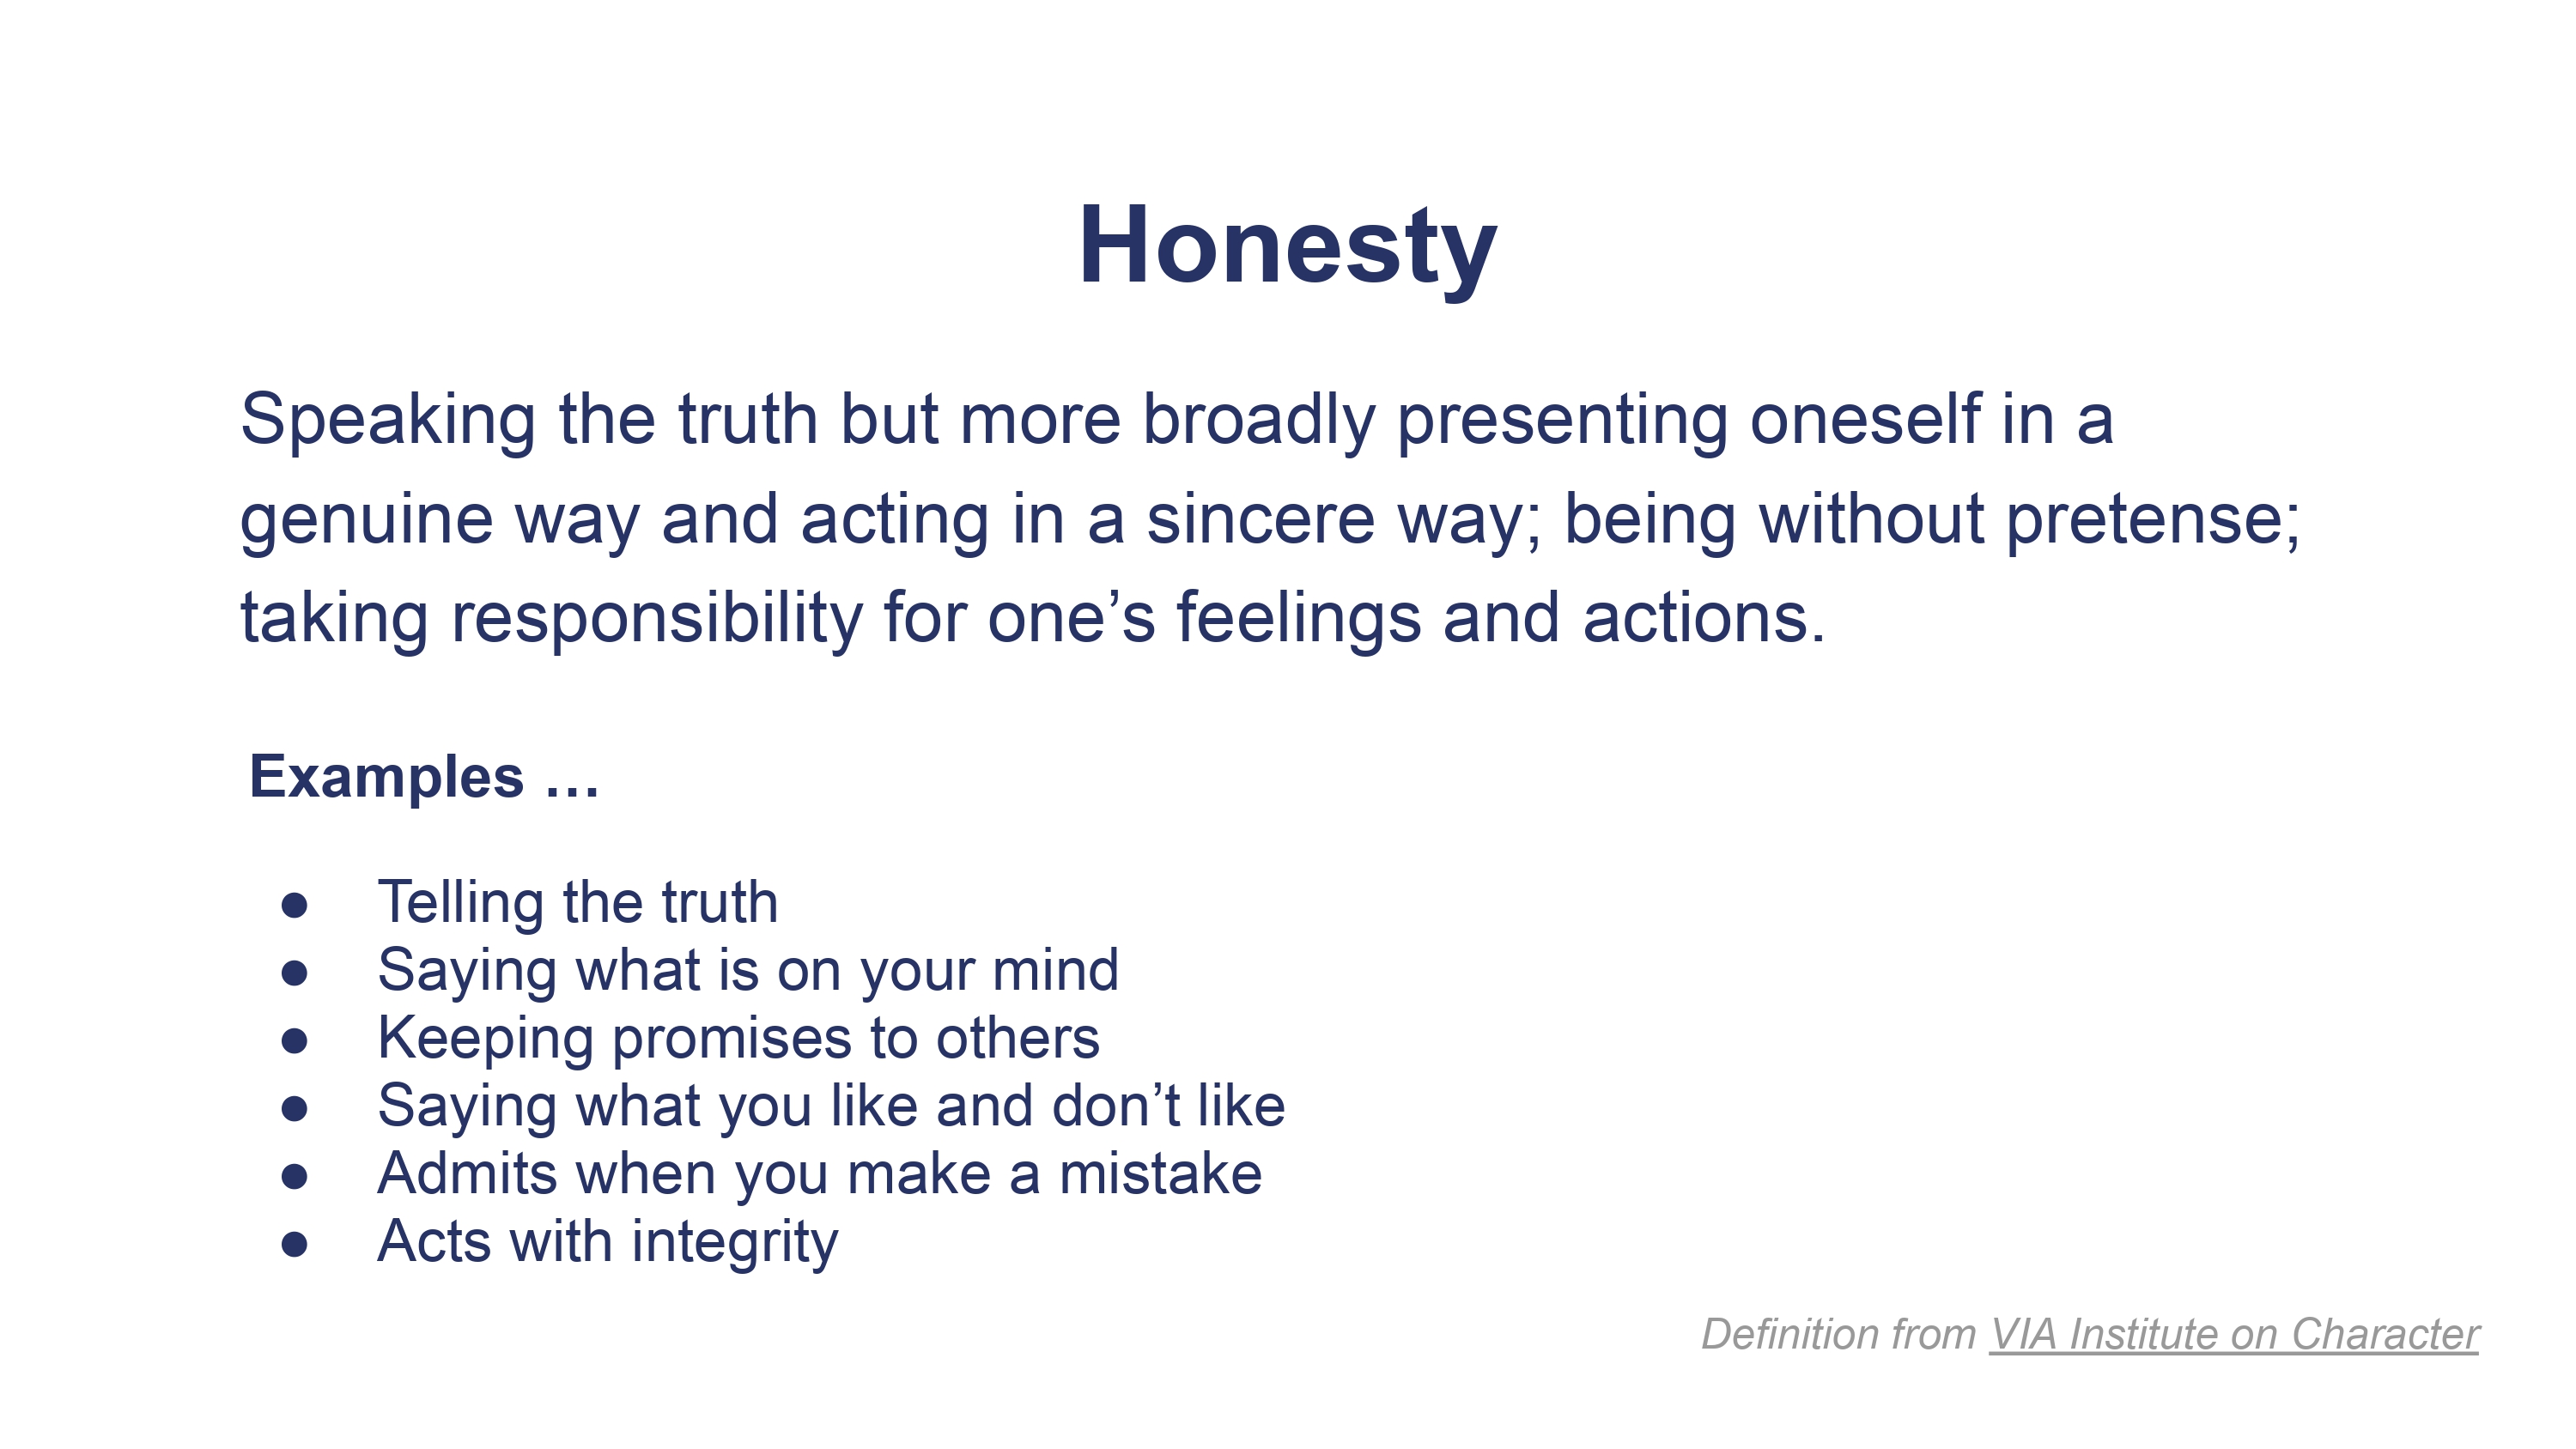 Honesty
Speaking the truth but more broadly presenting oneself in a
genuine way and acting in a sincere way; being without pretense;
taking responsibility for one’s feelings and actions.
Examples …
● Telling the truth
● Saying what is on your mind
● Keeping promises to others
● Saying what you like and don’t like
● Admits when you make a mistake
● Acts with integrity
Definition from VIA Institute on Character